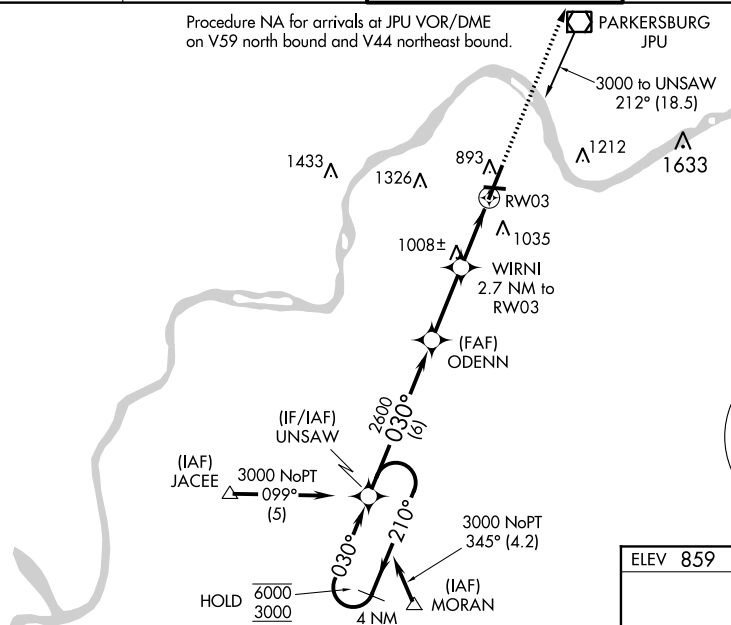 Procedure NA for arrivals at JPU VOR/DME
on V59 north bound and V44 northeast bound.
PARKERSBURG
JPU
3000 to UNSAW
212° (18.5)
1433
1326
893
1212
1633
RW03
1035
1008±
WIRNI
2.7 NM to
RW03
(FAF)
ODENN
2600
030°
(6)
(IF/IAF)
UNSAW
(IAF)
JACEE
3000 NoPT
099°
(5)
030°
210°
3000 NoPT
345° (4.2)
(IAF)
MORAN
HOLD
6000
3000
4 NM
ELEV 859